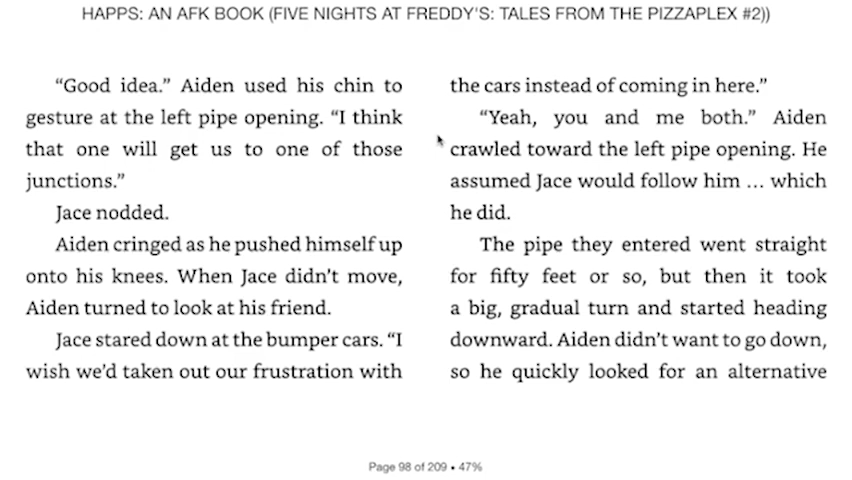 HAPPS: AN AFK BOOK (FIVE NIGHTS AT FREDDY'S: TALES FROM THE PIZZAPLEX #2))
“Good idea.” Aiden used his chin to
gesture at the left pipe opening. “I think
that one will get us to one of those
junctions.”
Jace nodded.
Aiden cringed as he pushed himself up
onto his knees. When Jace didn’t move,
Aiden turned to look at his friend.
Jace stared down at the bumper cars. “I
wish we’d taken out our frustration with
the cars instead of coming in here.”
“Yeah, you and me both.” Aiden
crawled toward the left pipe opening. He
assumed Jace would follow him … which
he did.
The pipe they entered went straight
for fifty feet or so, but then it took
a big, gradual turn and started heading
downward. Aiden didn’t want to go down,
so he quickly looked for an alternative
Page 98 of 209 • 47%